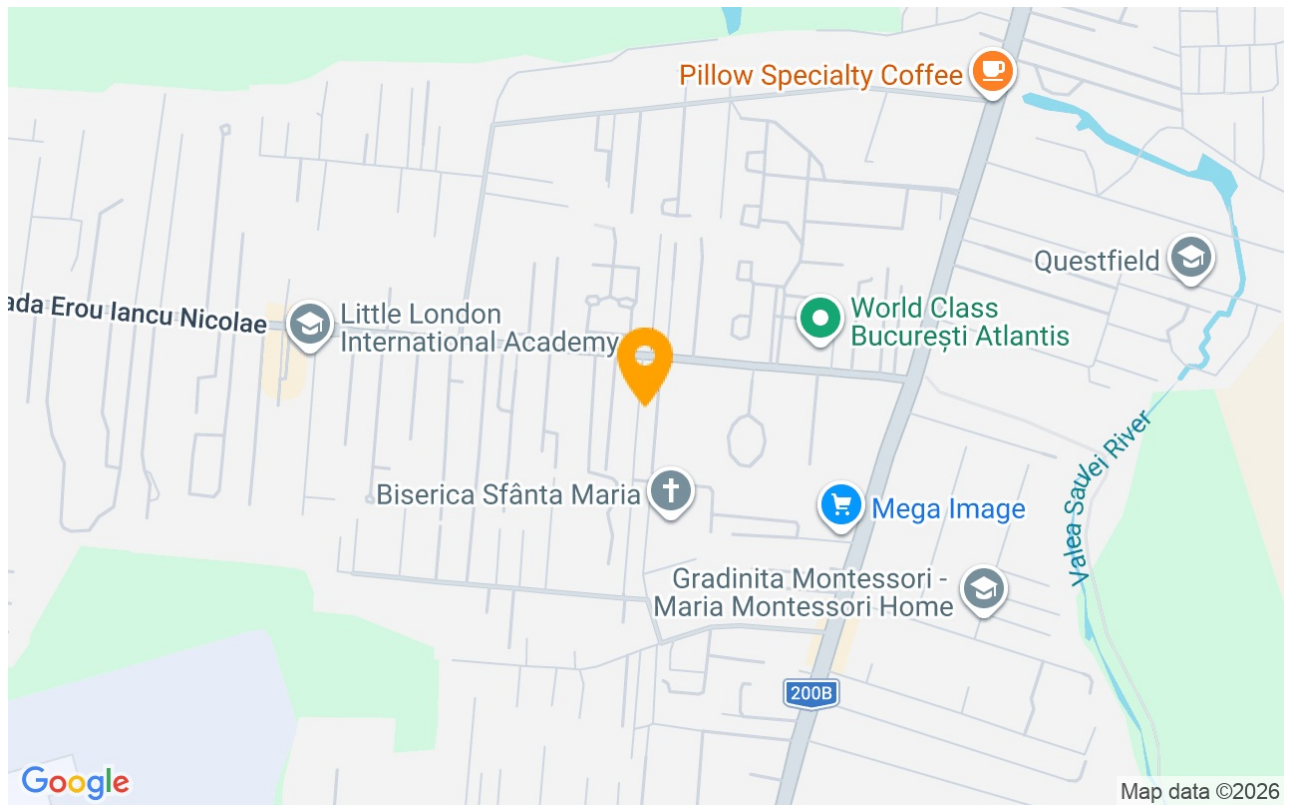 Pillow Specialty Coffee
Questfield
World Class
București Atlantis
ada Erou Iancu Nicolae
Little London
International Academy
Biserica Sfânta Maria
Mega Image
Valea Saulei River
Gradinita Montessori -
Maria Montessori Home
200B
Google
Map data ©2026